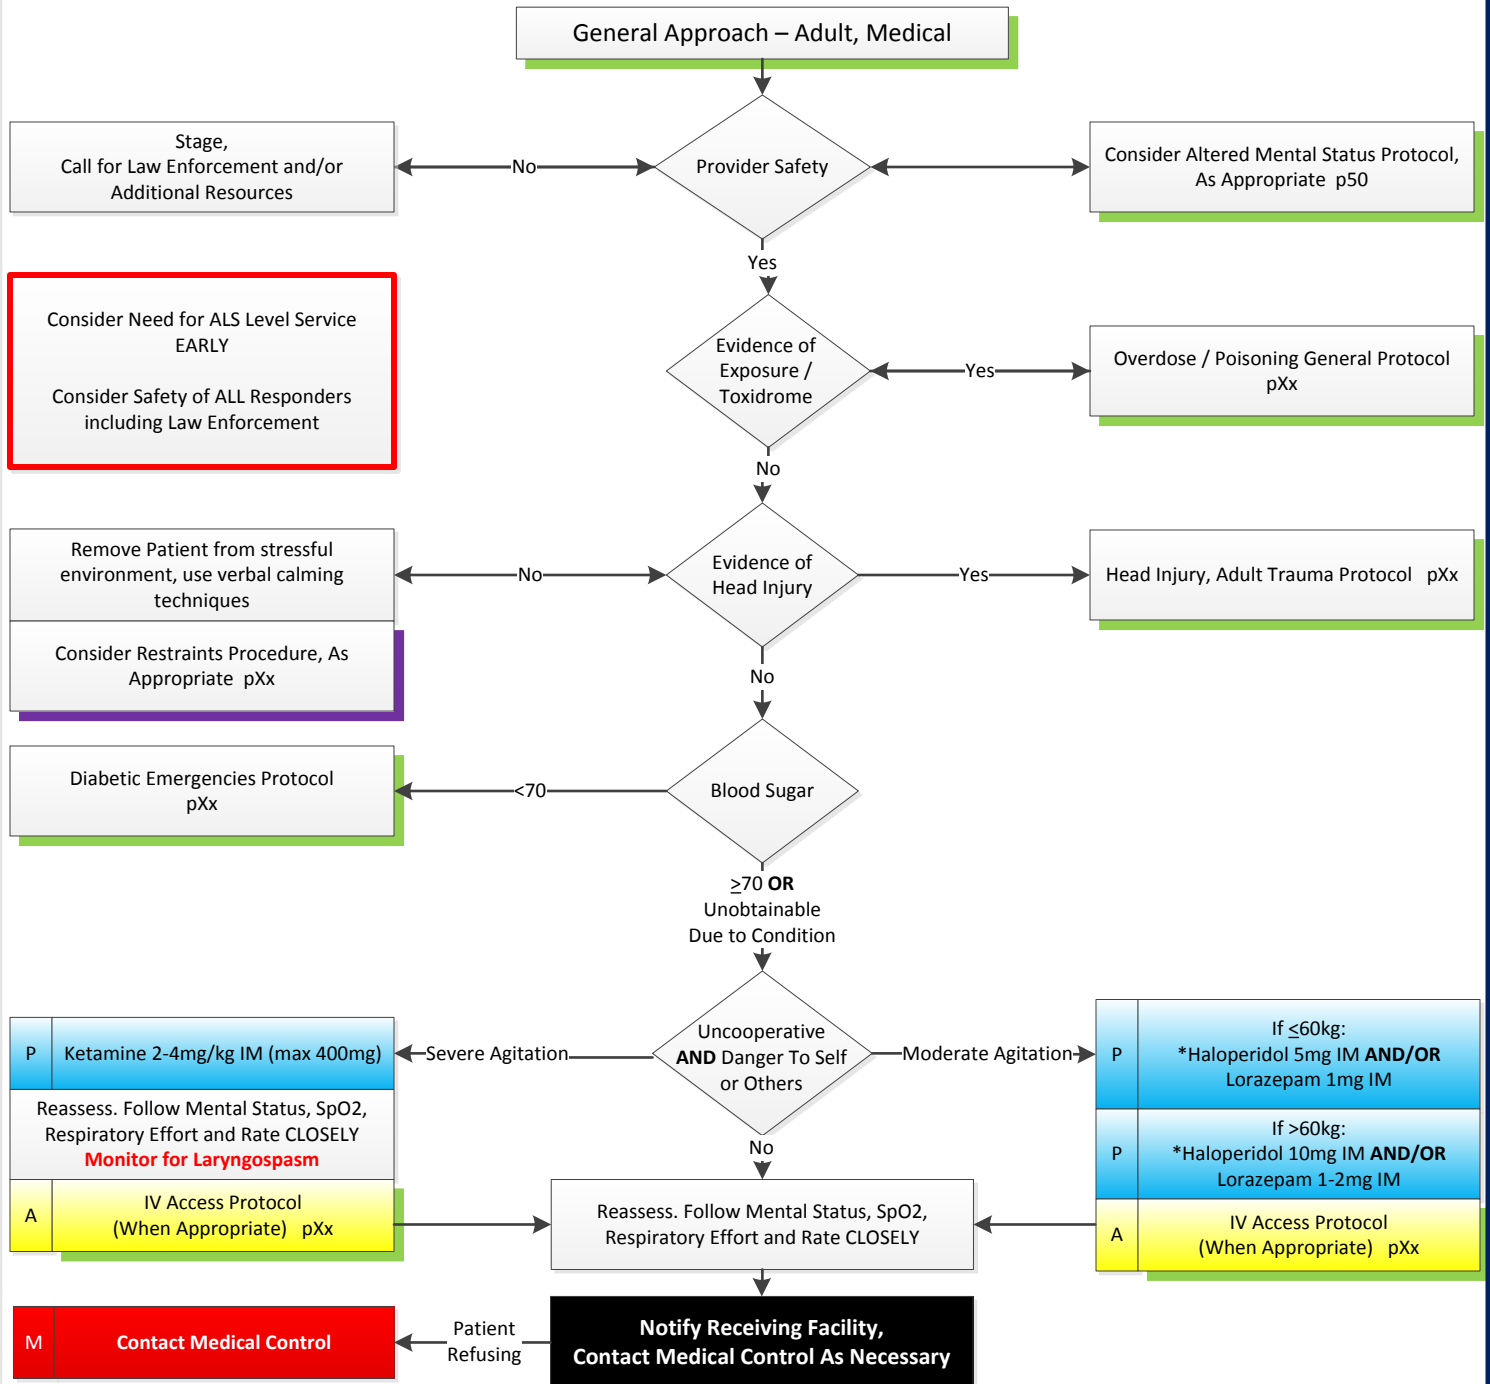 General Approach – Adult, Medical
Stage,
Call for Law Enforcement and/or
Additional Resources
No
Provider Safety
Consider Altered Mental Status Protocol,
As Appropriate p50
Yes
Consider Need for ALS Level Service
EARLY
Consider Safety of ALL Responders
including Law Enforcement
Evidence of
Exposure /
Toxidrome
Yes
Overdose / Poisoning General Protocol
pXx
No
Remove Patient from stressful
environment, use verbal calming
techniques
No
Evidence of
Head Injury
Yes
Head Injury, Adult Trauma Protocol pXx
Consider Restraints Procedure, As
Appropriate pXx
No
Diabetic Emergencies Protocol
pXx
<70
Blood Sugar
≥70 OR
Unobtainable
Due to Condition
P Ketamine 2-4mg/kg IM (max 400mg)
Severe Agitation
Uncooperative
AND Danger To Self
or Others
Moderate Agitation
P
If ≤60kg:
*Haloperidol 5mg IM AND/OR
Lorazepam 1mg IM
Reassess. Follow Mental Status, SpO2,
Respiratory Effort and Rate CLOSELY
Monitor for Laryngospasm
No
P
If >60kg:
*Haloperidol 10mg IM AND/OR
Lorazepam 1-2mg IM
A
IV Access Protocol
(When Appropriate) pXx
Reassess. Follow Mental Status, SpO2,
Respiratory Effort and Rate CLOSELY
A
IV Access Protocol
(When Appropriate) pXx
M Contact Medical Control
Patient
Refusing
Notify Receiving Facility,
Contact Medical Control As Necessary